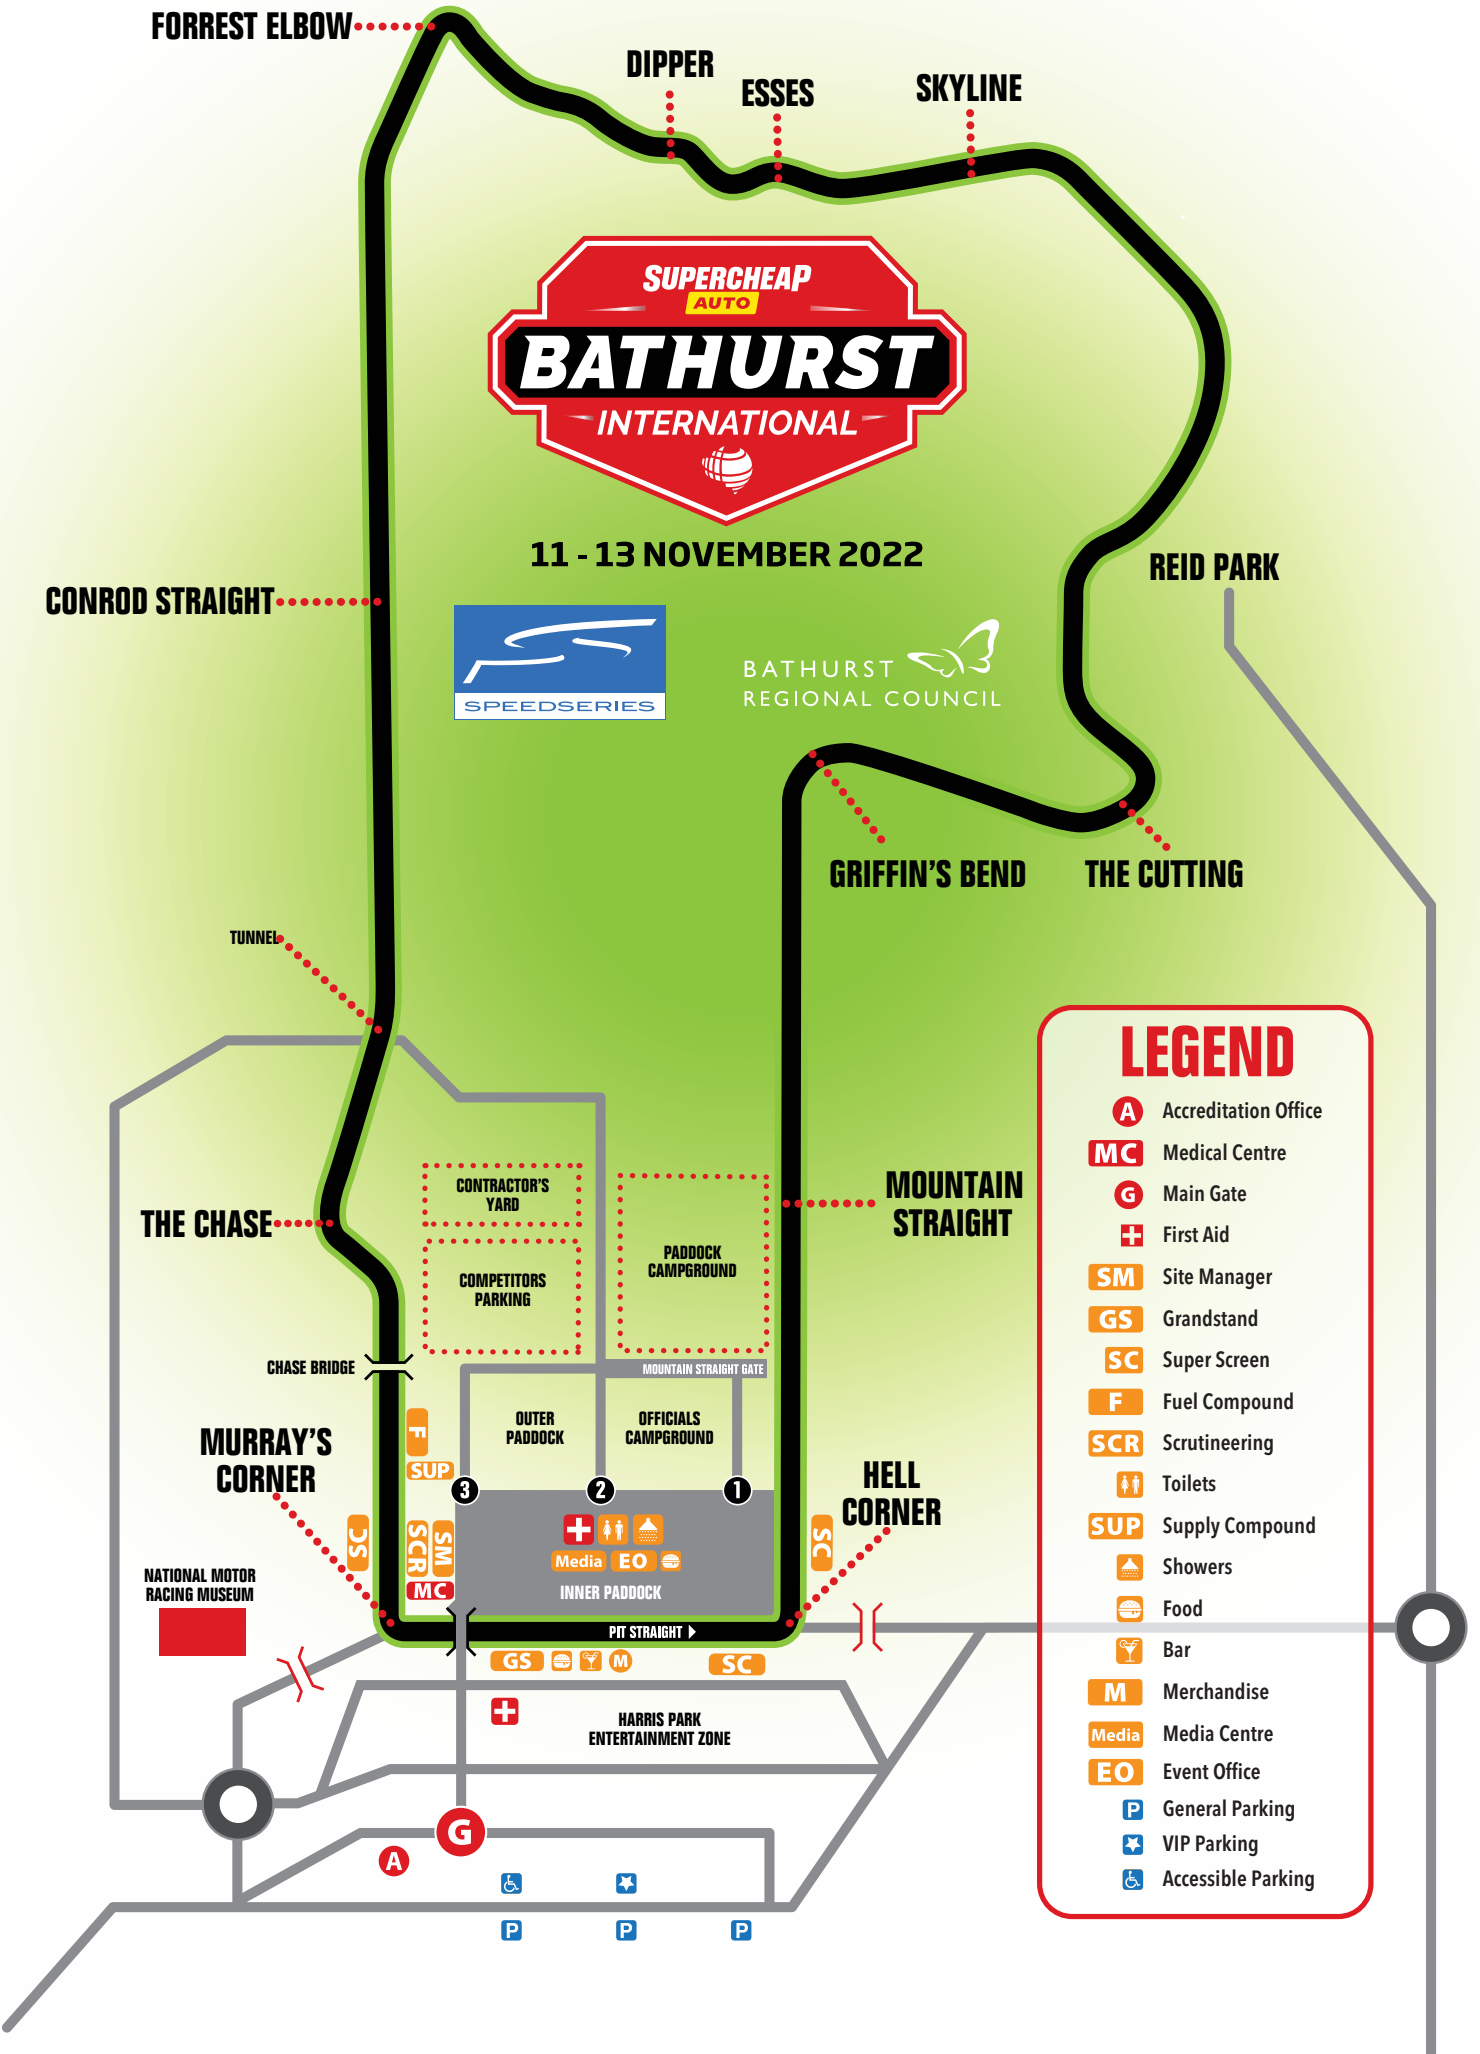 FORREST ELBOW
DIPPER
ESSES
SKYLINE
SUPERCHEAP
AUTO
BATHURST
INTERNATIONAL
11 - 13 NOVEMBER 2022
REID PARK
CONROD STRAIGHT
SPEEDSERIES
BATHURST
REGIONAL COUNCIL
GRIFFIN'S BEND
THE CUTTING
TUNNEL
MOUNTAIN
STRAIGHT
THE CHASE
CONTRACTOR'S
YARD
COMPETITORS
PARKING
PADDOCK
CAMPGROUND
CHASE BRIDGE
MOUNTAIN STRAIGHT GATE
OUTER
PADDOCK
OFFICIALS
CAMPGROUND
MURRAY'S
CORNER
HELL
CORNER
F
SUP
3
2
1
SC
SCR
SM
MC
SC
Media
EO
INNER PADDOCK
NATIONAL MOTOR
RACING MUSEUM
PIT STRAIGHT
GS
M
SC
HARRIS PARK
ENTERTAINMENT ZONE
G
A
P
P
P
LEGEND
A Accreditation Office
MC Medical Centre
G Main Gate
First Aid
SM Site Manager
GS Grandstand
SC Super Screen
F Fuel Compound
SCR Scrutineering
Toilets
SUP Supply Compound
Showers
Food
Bar
M Merchandise
Media Media Centre
EO Event Office
P General Parking
VIP Parking
Accessible Parking